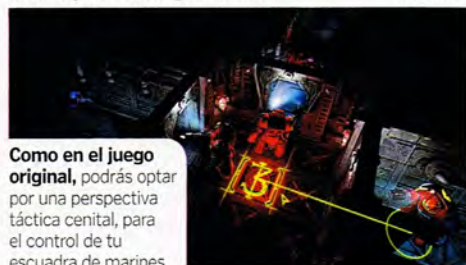 Como en el juego
original, podrás optar
por una perspectiva
táctica cenital, para
el control de tu
escuadra de marines